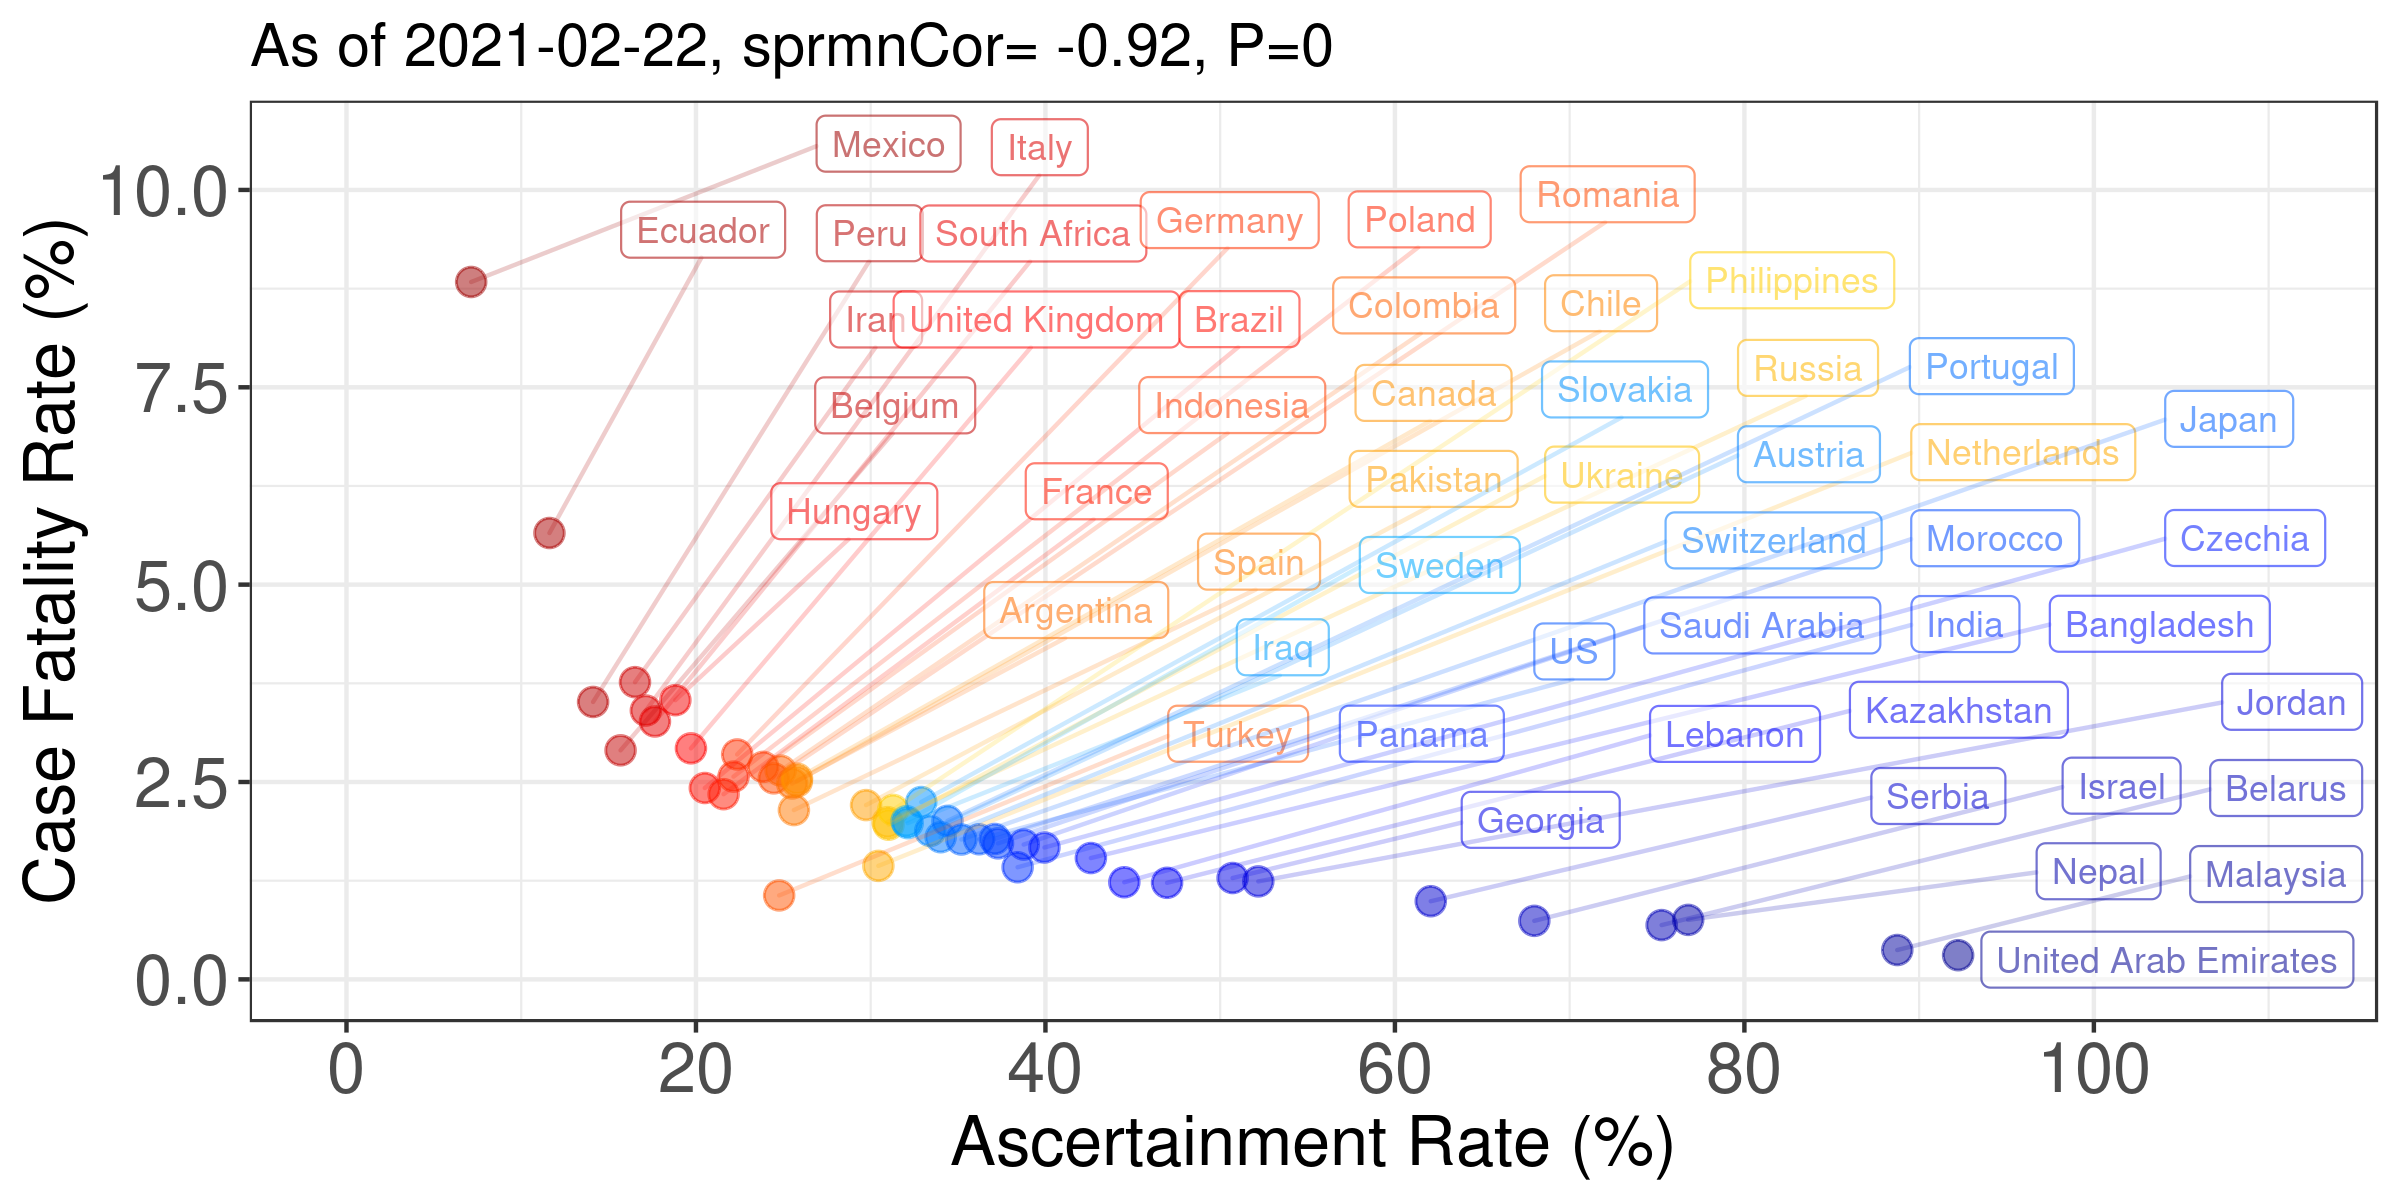 As of 2021-02-22, sprmnCor= -0.92, P=0
Case Fatality Rate (%)
10.0
7.5
5.0
2.5
0.0
Mexico
Italy
Romania
Ecuador
Peru
South Africa
Germany
Poland
Philippines
Iran
United Kingdom
Brazil
Colombia
Chile
Belgium
Indonesia
Canada
Slovakia
Russia
Portugal
Japan
Hungary
France
Pakistan
Ukraine
Austria
Netherlands
Spain
Sweden
Switzerland
Morocco
Czechia
Argentina
Iraq
US
Saudi Arabia
India
Bangladesh
Turkey
Panama
Lebanon
Kazakhstan
Jordan
Georgia
Serbia
Israel
Belarus
Nepal
Malaysia
United Arab Emirates
0
20
40
60
80
100
Ascertainment Rate (%)